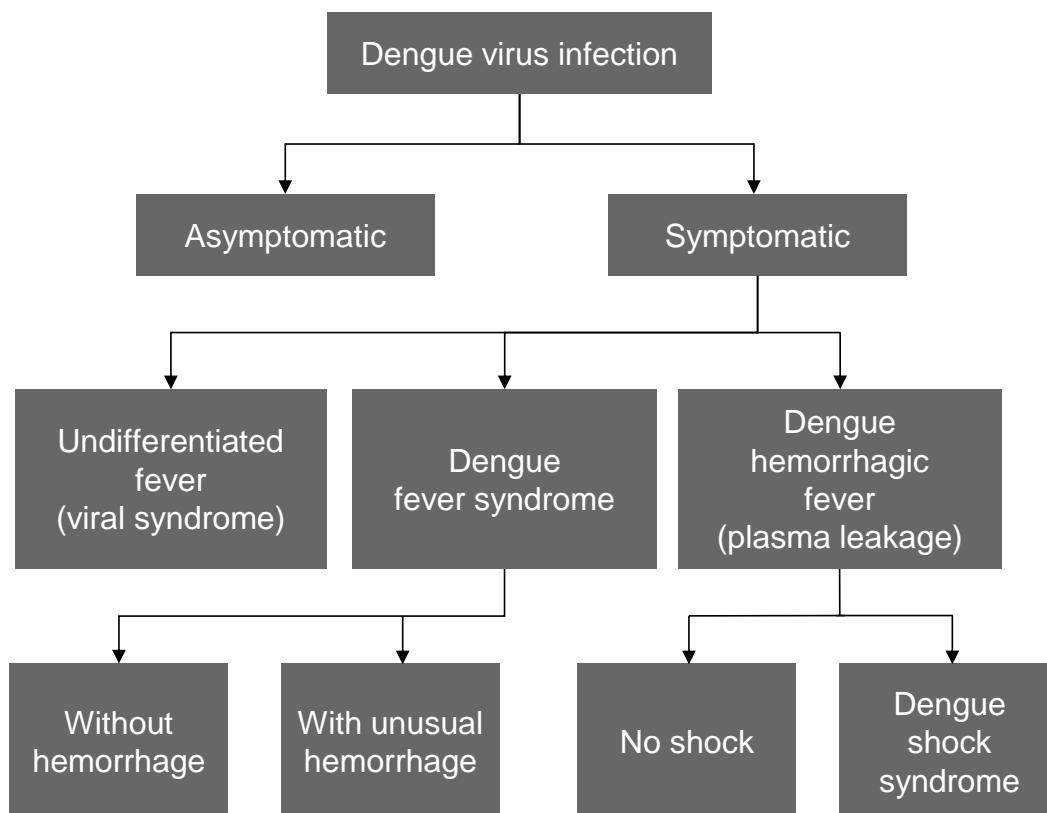 Dengue virus infection
Asymptomatic
Symptomatic
Undifferentiated
fever
(viral syndrome)
Dengue
fever syndrome
Dengue
hemorrhagic
fever
(plasma leakage)
Without
hemorrhage
With unusual
hemorrhage
No shock
Dengue
shock
syndrome